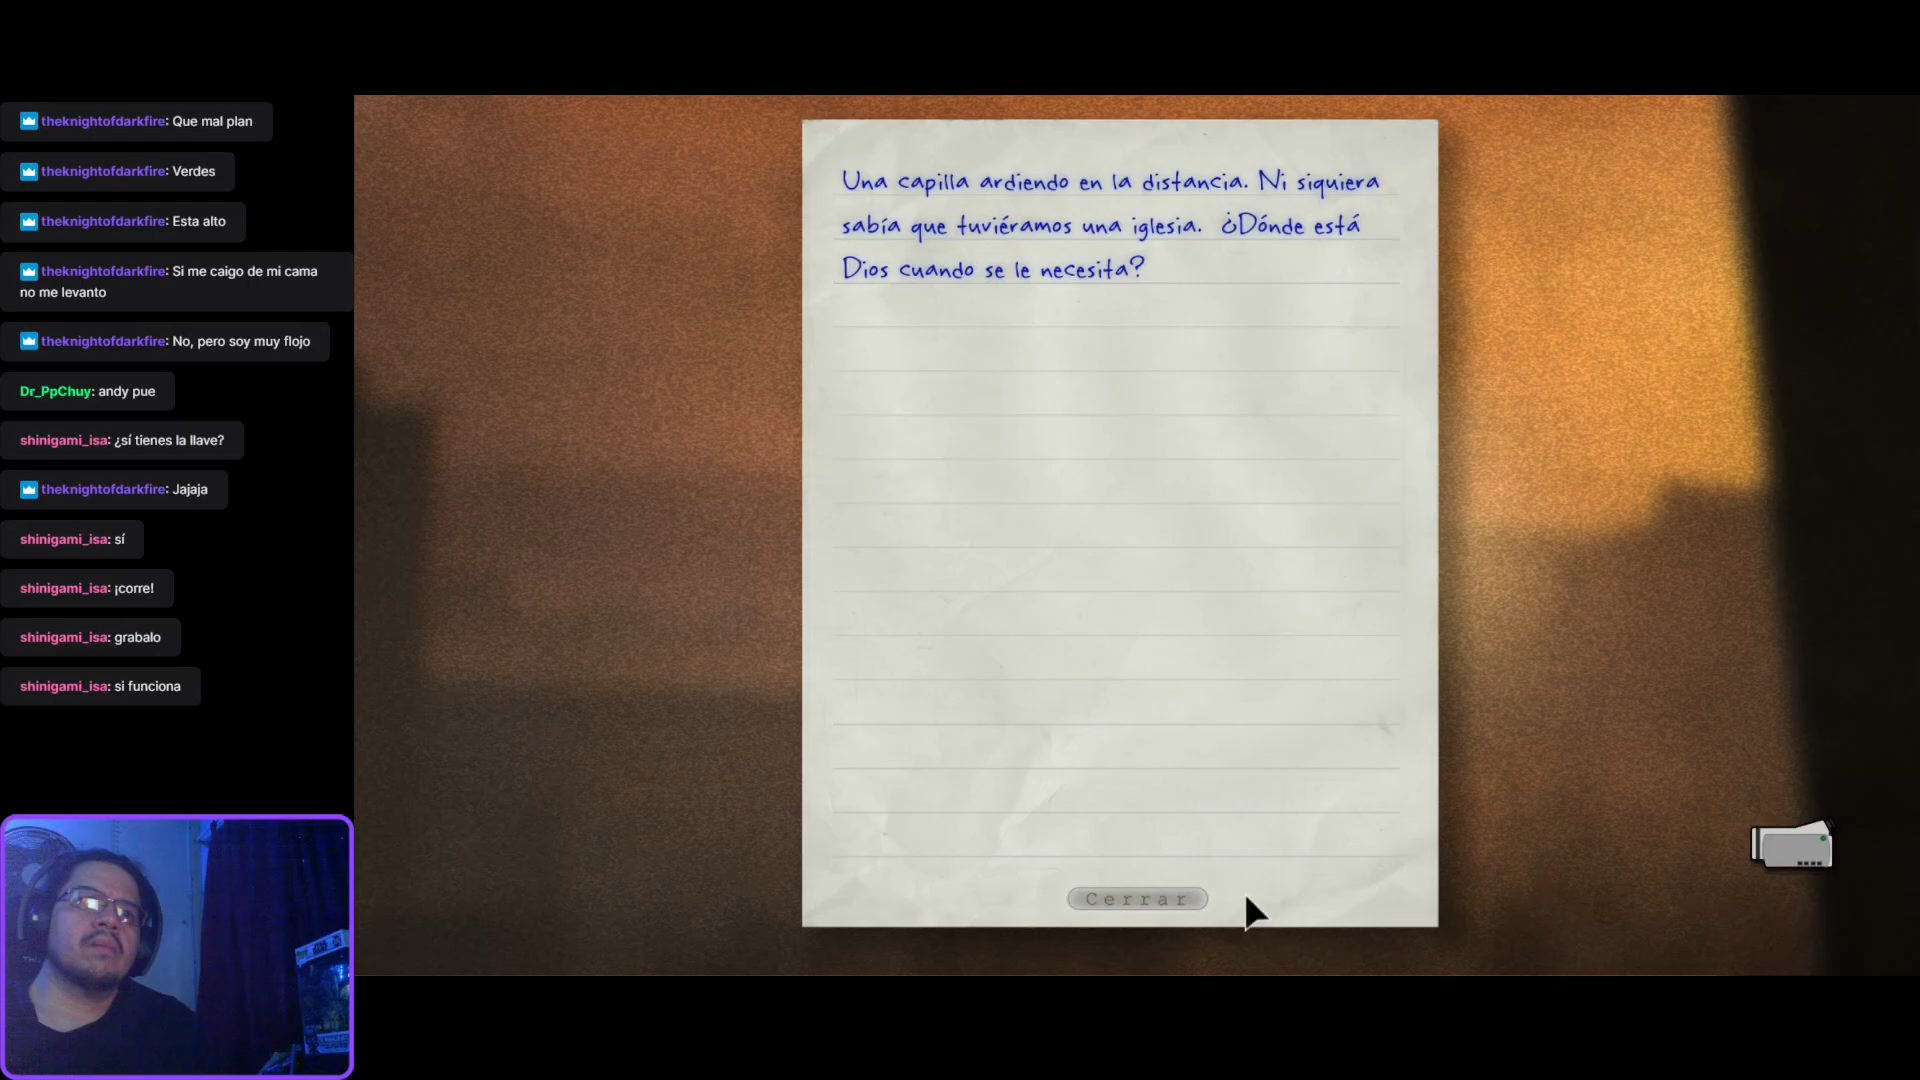 theknightofdarkfire: Que mal plan
theknightofdarkfire: Verdes
theknightofdarkfire: Esta alto
theknightofdarkfire: Si me caigo de mi cama
no me levanto
theknightofdarkfire: No, pero soy muy flojo
Dr_PpChuy: andy pue
shinigami_isa: ¿sí tienes la llave?
theknightofdarkfire: Jajaja
shinigami_isa: sí
shinigami_isa: ¡corre!
shinigami_isa: grabalo
shinigami_isa: si funciona
Una capilla ardiendo en la distancia. Ni siquiera
sabía que tuviéramos una iglesia. ¿Dónde está
Dios cuando se le necesita?
Cerrar